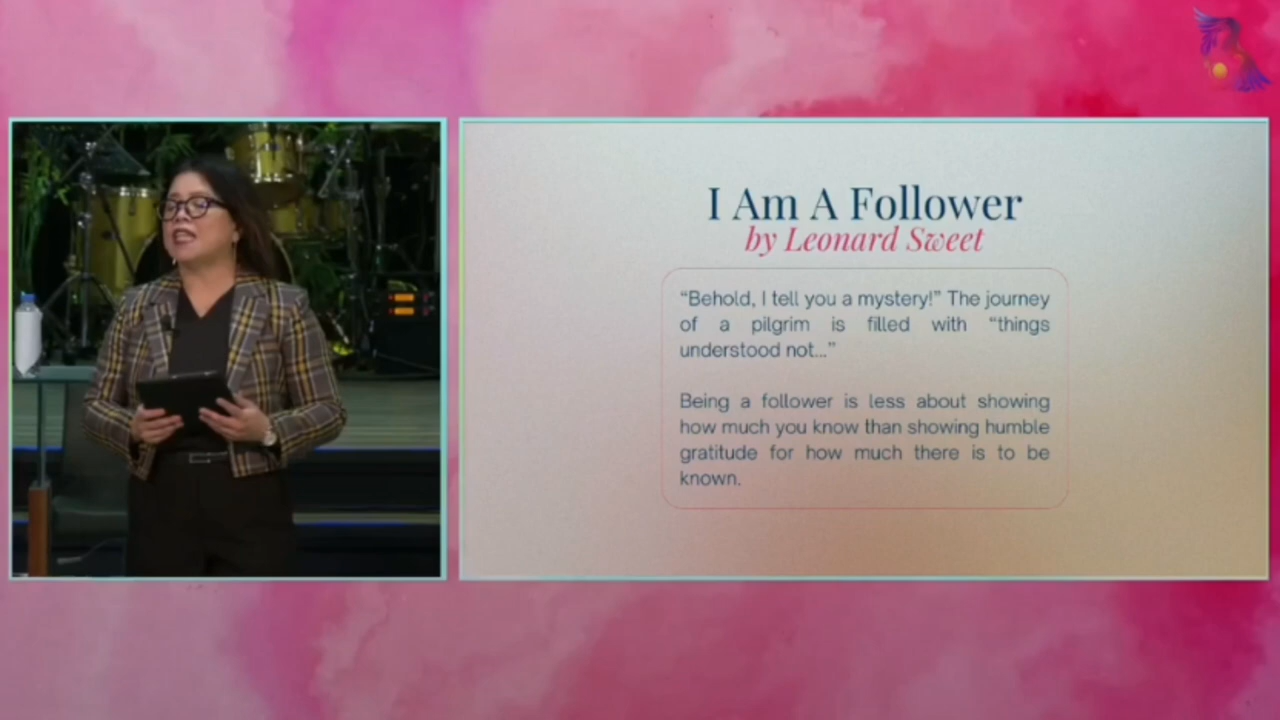 I Am A Follower
by Leonard Sweet
“Behold, I tell you a mystery!” The journey
of a pilgrim is filled with “things
understood not...”
Being a follower is less about showing
how much you know than showing humble
gratitude for how much there is to be
known.